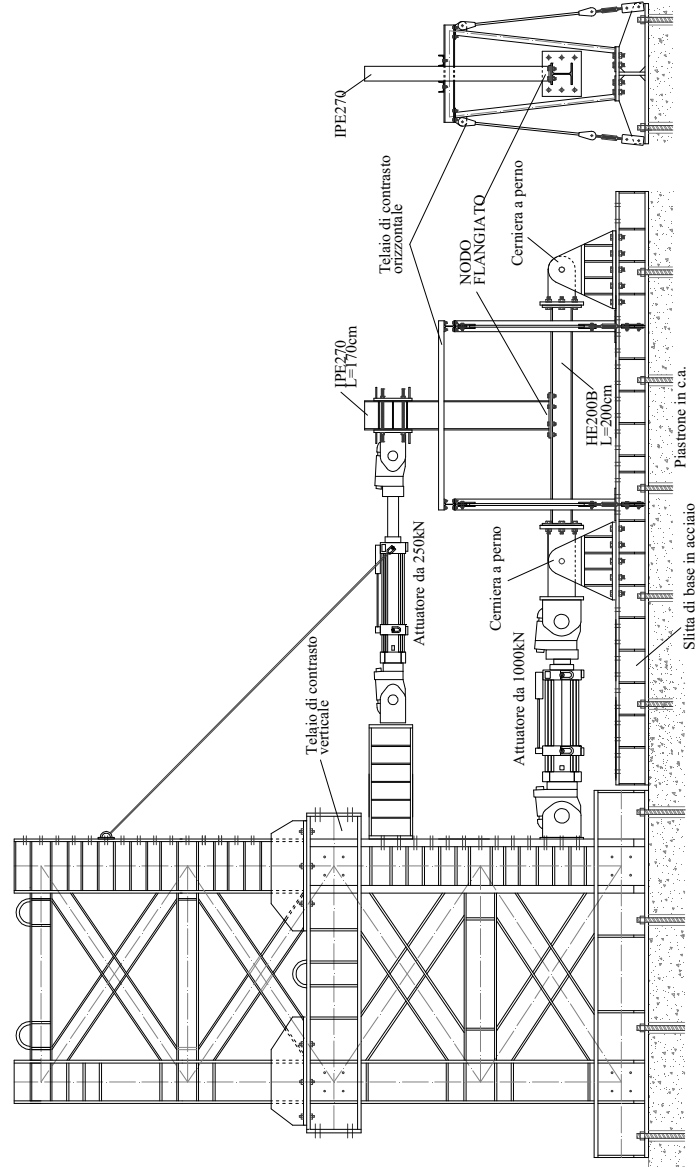 IPE270
Telaio di contrasto
orizzontale
NODO
FLANGIATO
Cerniera a perno
IPE270
L=170cm
HE200B
L=200cm
Piastrone in c.a.
Slitta di base in acciaio
Cerniera a perno
Attuatore da 250kN
Attuatore da 1000kN
Telaio di contrasto
verticale